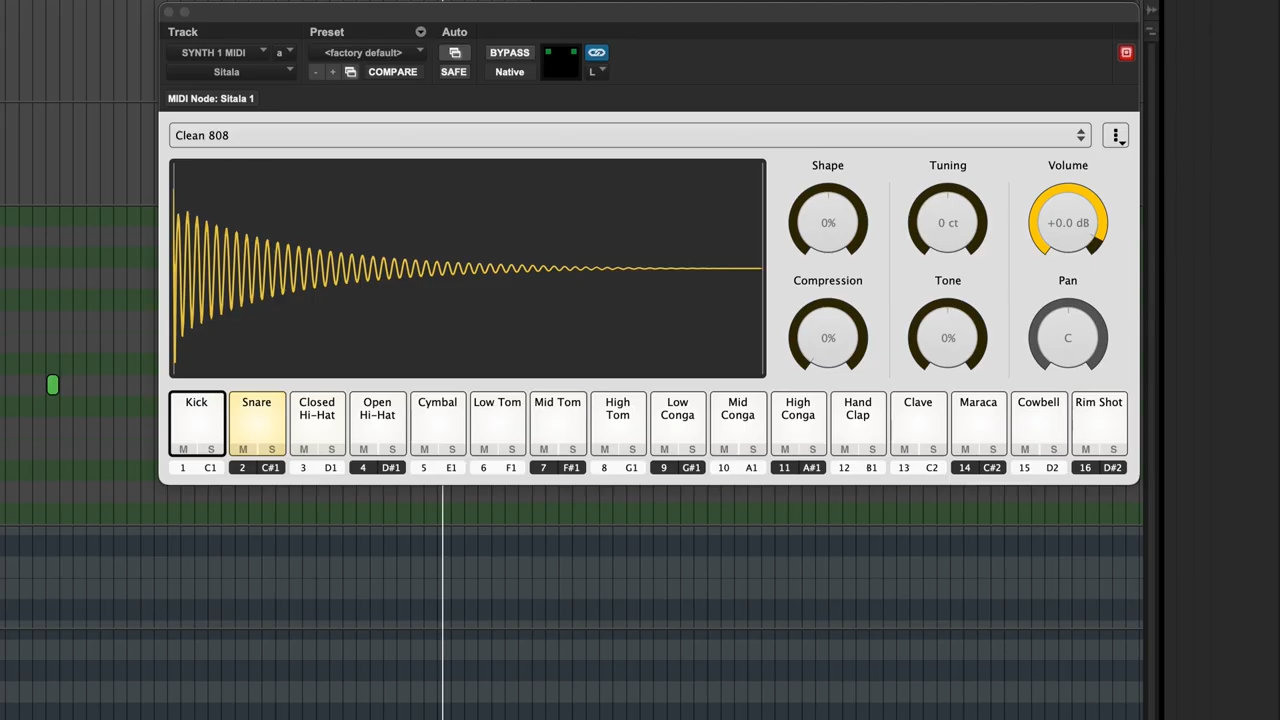 Track Preset Auto
SYNTH 1 MIDI a <factory default> BYPASS
Sitala - + COMPARE SAFE Native L
MIDI Node: Sitala 1
Clean 808
Shape Tuning Volume
0% 0 ct +0.0 dB
Compression Tone Pan
0% 0% C
Kick Snare Closed Hi-Hat Open Hi-Hat Cymbal Low Tom Mid Tom High Tom Low Conga Mid Conga High Conga Hand Clap Clave Maraca Cowbell Rim Shot
M S M S M S M S M S M S M S M S M S M S M S M S M S M S M S M S
1 C1 2 C#1 3 D1 4 D#1 5 E1 6 F1 7 F#1 8 G1 9 G#1 10 A1 11 A#1 12 B1 13 C2 14 C#2 15 D2 16 D#2